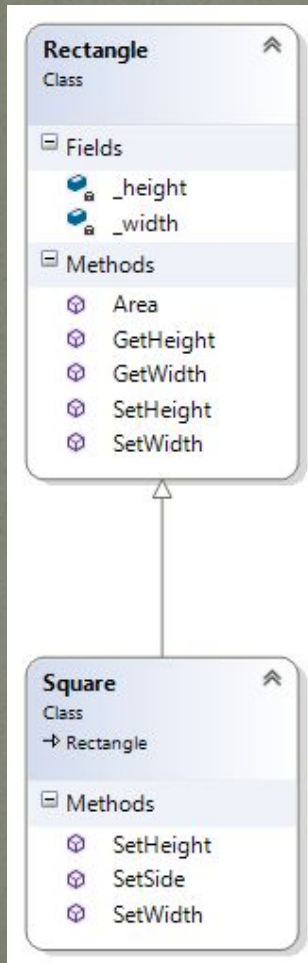 Rectangle
Class
Fields
_height
_width
Methods
Area
GetHeight
GetWidth
SetHeight
SetWidth
Square
Class
Rectangle
Methods
SetHeight
SetSide
SetWidth